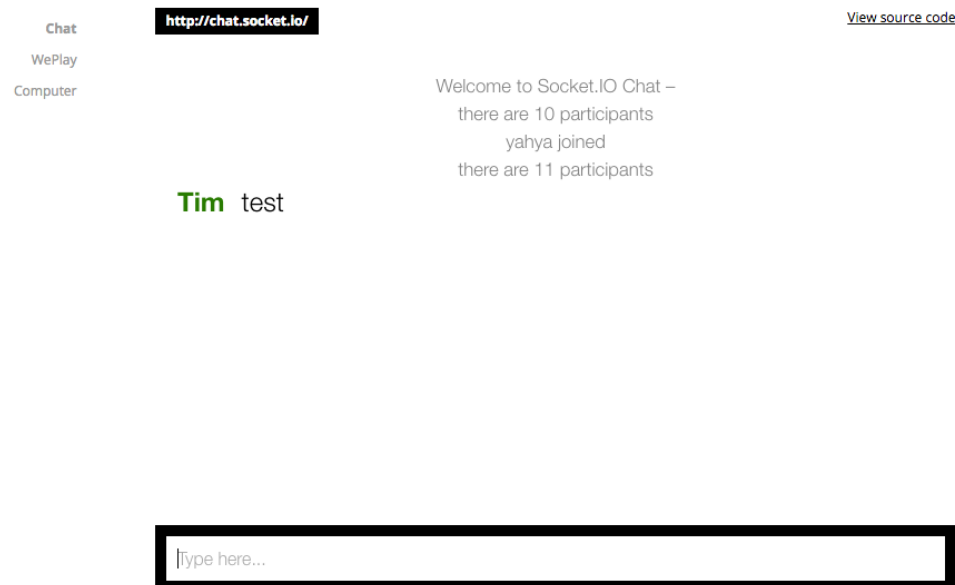 Chat
WePlay
Computer
http://chat.socket.io/
View source code
Welcome to Socket.IO Chat –
there are 10 participants
yahya joined
there are 11 participants
Tim test
Type here...